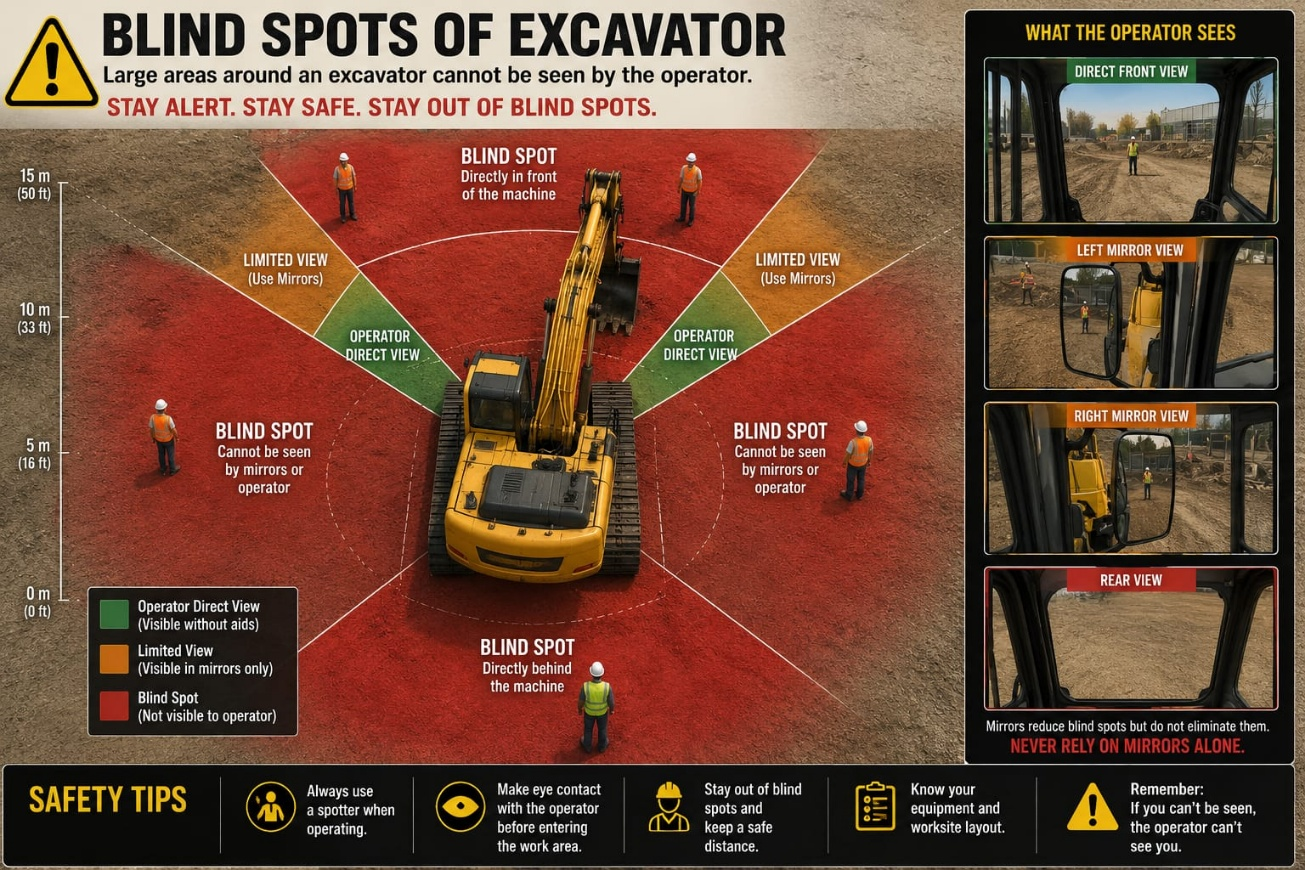 BLIND SPOTS OF EXCAVATOR
Large areas around an excavator cannot be seen by the operator.
STAY ALERT. STAY SAFE. STAY OUT OF BLIND SPOTS.
15 m
(50 ft)
10 m
(33 ft)
5 m
(16 ft)
0 m
(0 ft)
BLIND SPOT
Directly in front
of the machine
LIMITED VIEW
(Use Mirrors)
LIMITED VIEW
(Use Mirrors)
OPERATOR
DIRECT VIEW
OPERATOR
DIRECT VIEW
BLIND SPOT
Cannot be seen
by mirrors or
operator
BLIND SPOT
Cannot be seen
by mirrors or
operator
BLIND SPOT
Directly behind
the machine
Operator Direct View
(Visible without aids)
Limited View
(Visible in mirrors only)
Blind Spot
(Not visible to operator)
WHAT THE OPERATOR SEES
DIRECT FRONT VIEW
LEFT MIRROR VIEW
RIGHT MIRROR VIEW
REAR VIEW
Mirrors reduce blind spots but do not eliminate them.
NEVER RELY ON MIRRORS ALONE.
SAFETY TIPS
Always use
a spotter when
operating.
Make eye contact
with the operator
before entering
the work area.
Stay out of blind
spots and
keep a safe
distance.
Know your
equipment and
worksite layout.
Remember:
If you can't be seen,
the operator can't
see you.